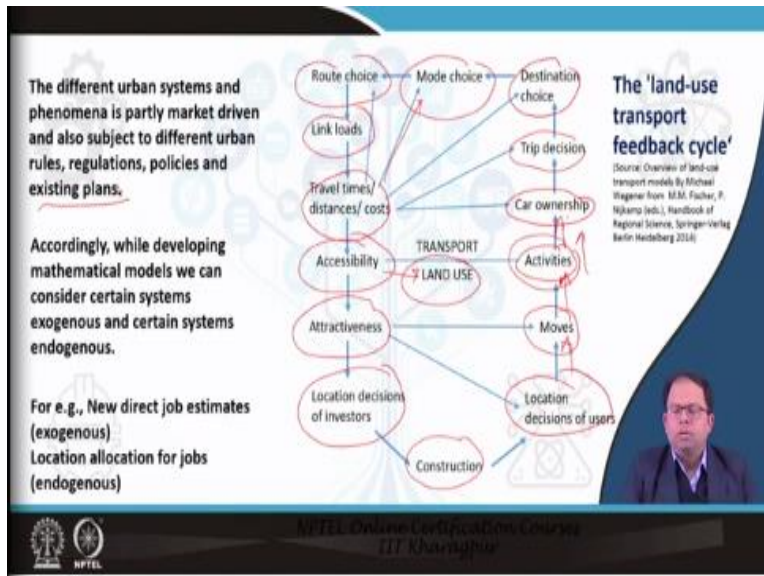 The different urban systems and
phenomena is partly market driven
and also subject to different urban
rules, regulations, policies and
existing plans.
Accordingly, while developing
mathematical models we can
consider certain systems
exogenous and certain systems
endogenous.
For e.g., New direct job estimates
(exogenous)
Location allocation for jobs
(endogenous)
Route choice
Mode choice
Destination
choice
Link loads
Trip decision
Travel times/
distances/ costs
Car ownership
Accessibility
TRANSPORT
LAND USE
Activities
Attractiveness
Moves
Location decisions
of investors
Location
decisions of users
Construction
The 'land-use
transport
feedback cycle'
(Source: Overview of land-use
transport models By Michael
Wegener from M.M. Fischer, P.
Nijkamp (eds.), Handbook of
Regional Science, Springer-Verlag
Berlin Heidelberg 2014)
NPTEL
NPTEL Online Certification Courses
IIT Kharagpur